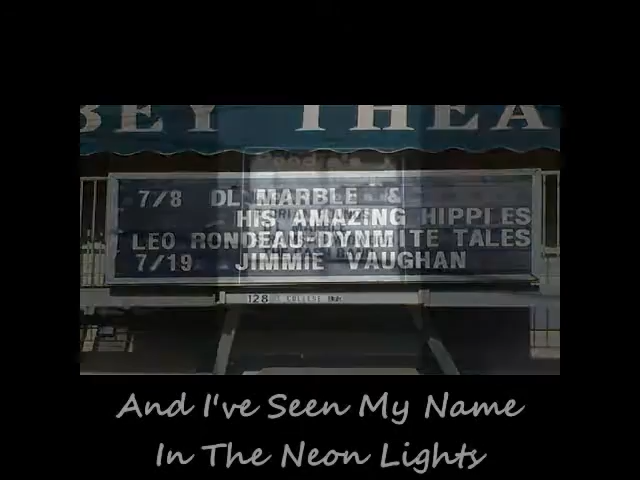 BEY THEA
7/8 DL MARBLE &
HIS AMAZING HIPPIES
LEO RONDEAU-DYNMITE TALES
7/19 JIMMIE VAUGHAN
128 E COLLEGE
And I've Seen My Name
In The Neon Lights